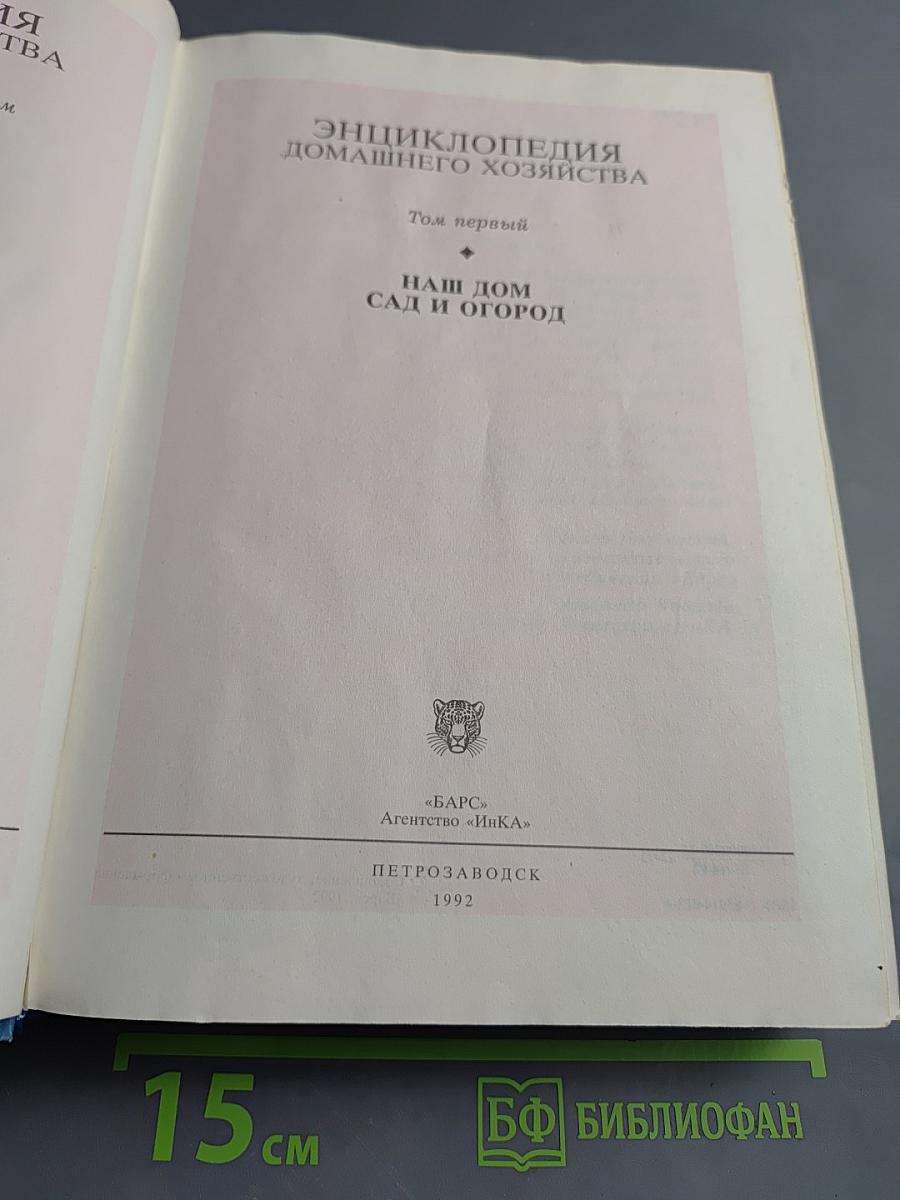 ИЯ
ТВА
м
ЭНЦИКЛОПЕДИЯ
ДОМАШНЕГО ХОЗЯЙСТВА
Том первый
НАШ ДОМ
САД И ОГОРОД
«БАРС»
Агентство «ИнКА»
ПЕТРОЗАВОДСК
1992
15 см
БФ БИБЛИОФАН